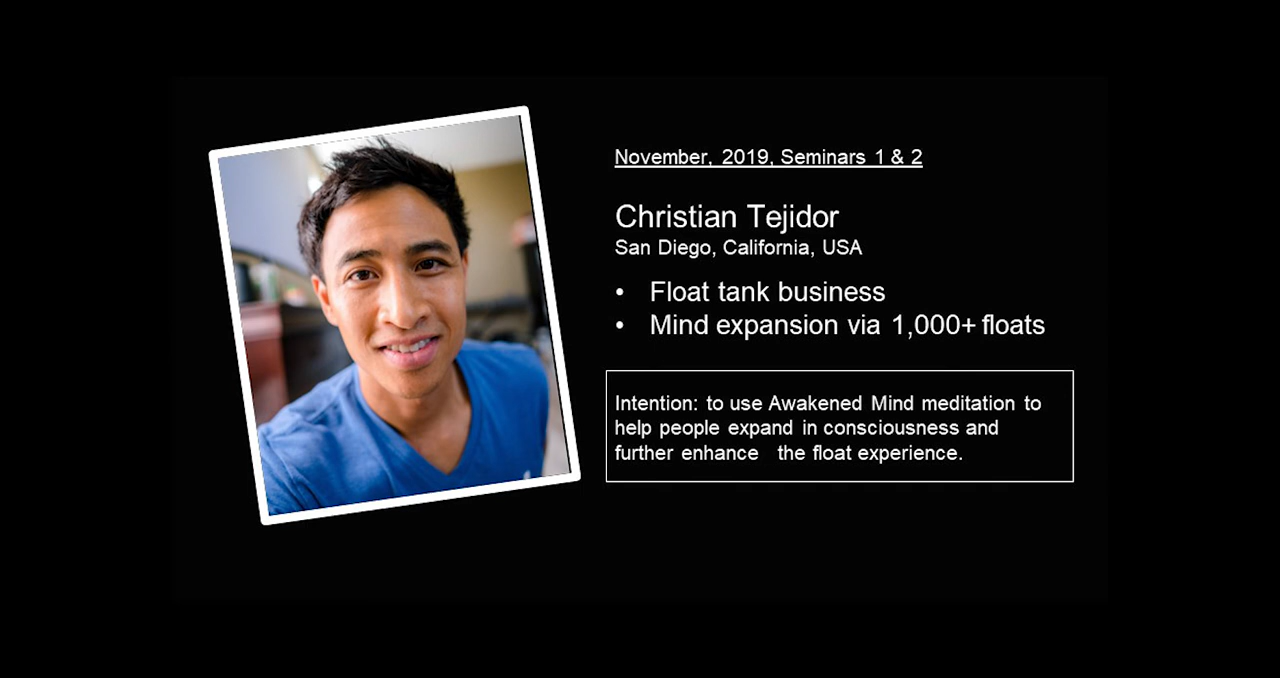 November, 2019, Seminars 1 & 2
Christian Tejidor
San Diego, California, USA
• Float tank business
• Mind expansion via 1,000+ floats
Intention: to use Awakened Mind meditation to
help people expand in consciousness and
further enhance the float experience.